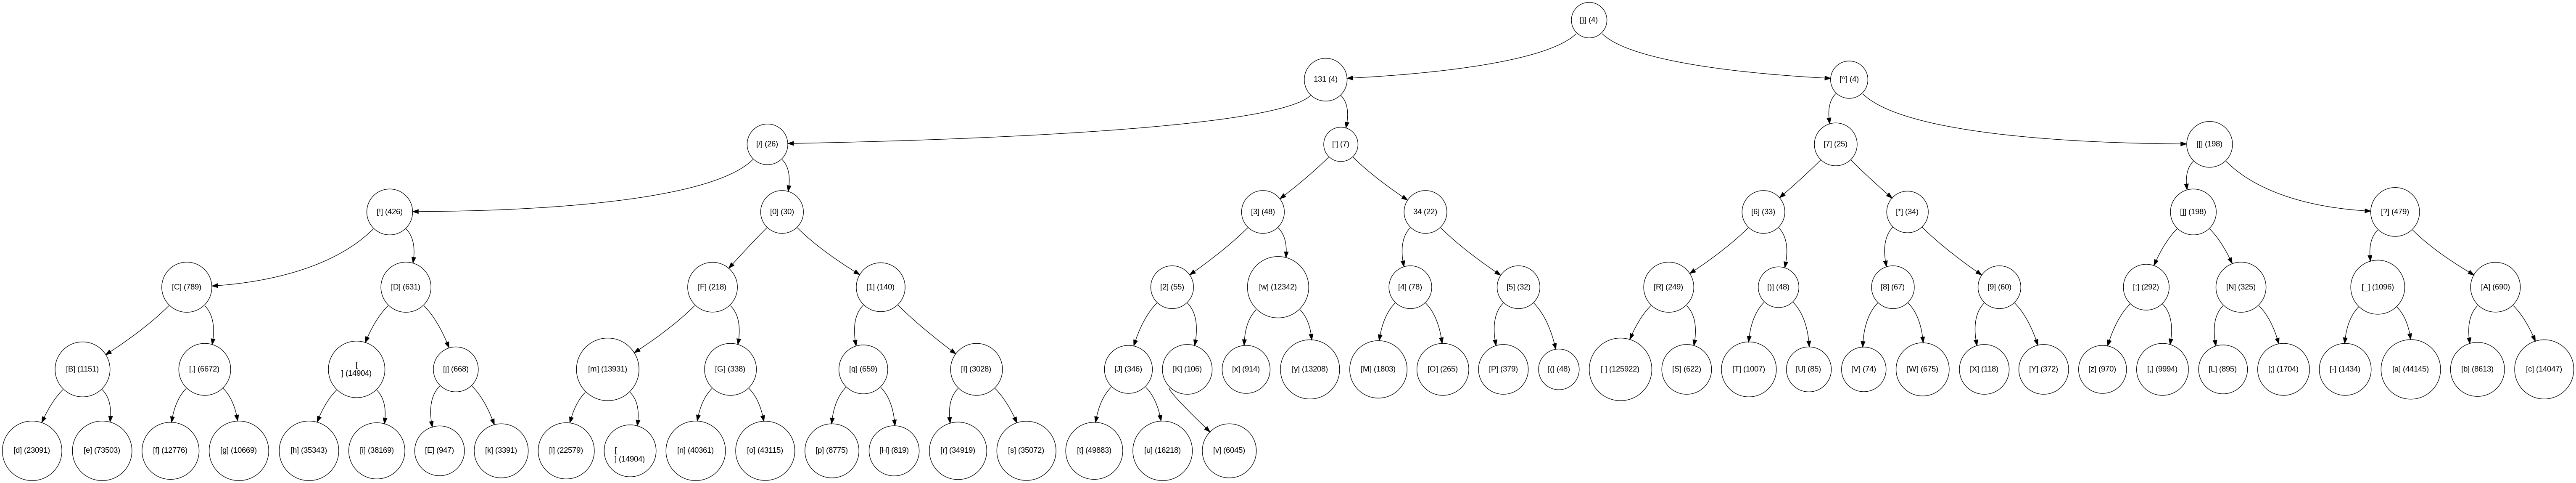 [}] (4)
131 (4)
[^] (4)
[/] (26)
['] (7)
[7] (25)
[[] (198)
[!] (426)
[0] (30)
[3] (48)
34 (22)
[6] (33)
[*] (34)
[]] (198)
[?] (479)
[C] (789)
[D] (631)
[F] (218)
[1] (140)
[2] (55)
[w] (12342)
[4] (78)
[5] (32)
[R] (249)
[)] (48)
[8] (67)
[9] (60)
[:] (292)
[N] (325)
[_] (1096)
[A] (690)
[B] (1151)
[.] (6672)
[
] (14904)
[j] (668)
[m] (13931)
[G] (338)
[q] (659)
[I] (3028)
[J] (346)
[K] (106)
[x] (914)
[y] (13208)
[M] (1803)
[O] (265)
[P] (379)
[(] (48)
[ ] (125922)
[S] (622)
[T] (1007)
[U] (85)
[V] (74)
[W] (675)
[X] (118)
[Y] (372)
[z] (970)
[,] (9994)
[L] (895)
[;] (1704)
[-] (1434)
[a] (44145)
[b] (8613)
[c] (14047)
[d] (23091)
[e] (73503)
[f] (12776)
[g] (10669)
[h] (35343)
[i] (38169)
[E] (947)
[k] (3391)
[l] (22579)
[
] (14904)
[n] (40361)
[o] (43115)
[p] (8775)
[H] (819)
[r] (34919)
[s] (35072)
[t] (49883)
[u] (16218)
[v] (6045)